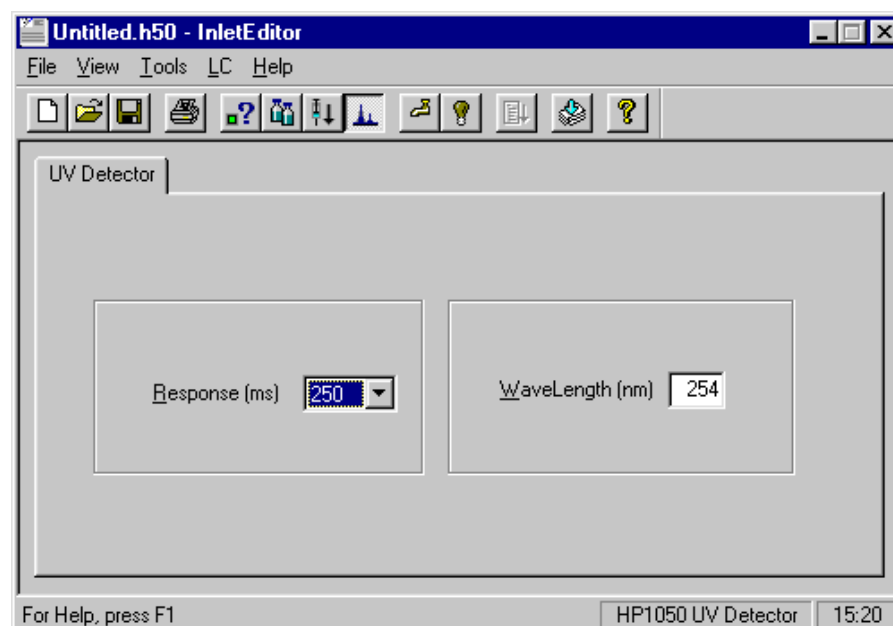 Untitled.h50 - InletEditor
File View Tools LC Help
UV Detector
Response (ms) 250
WaveLength (nm) 254
For Help, press F1
HP1050 UV Detector
15:20